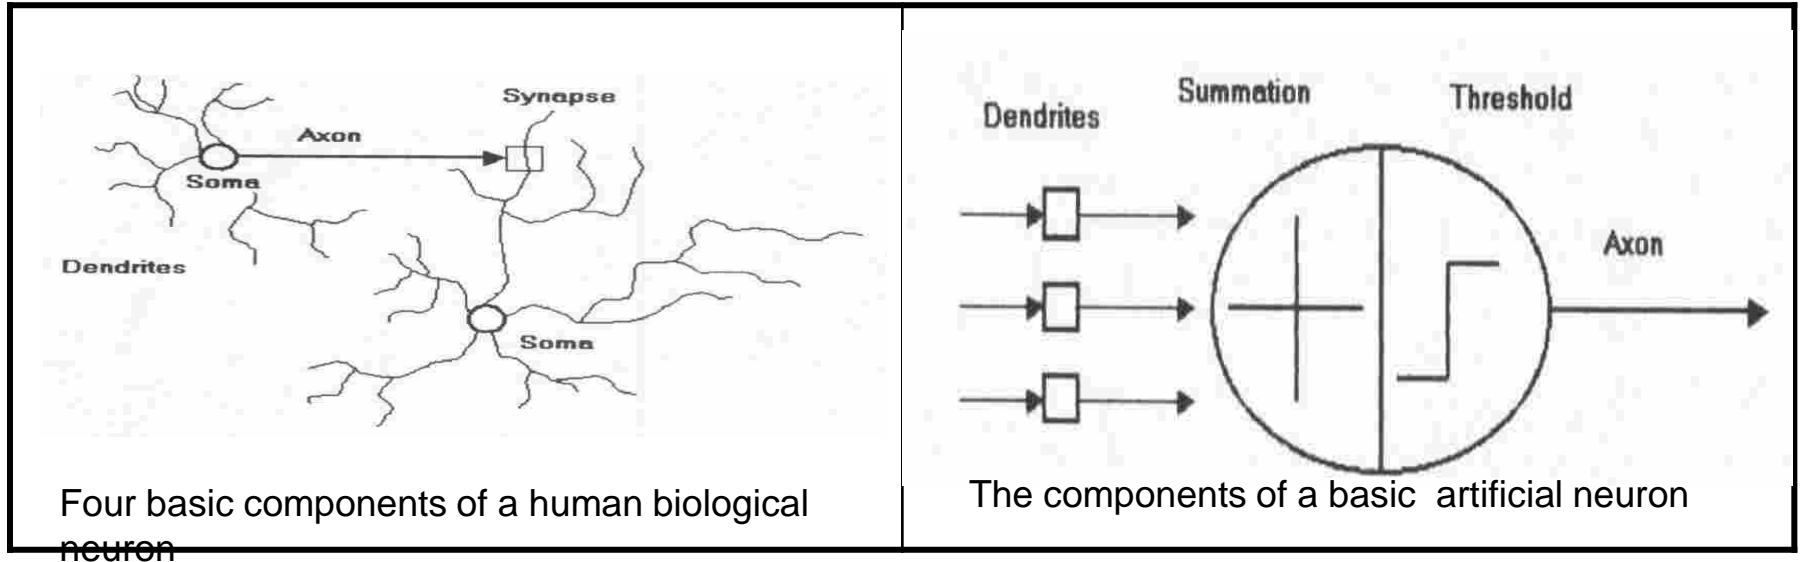 Synapse
Axon
Soma
Dendrites
Soma
Four basic components of a human biological
neuron
Summation
Threshold
Dendrites
Axon
The components of a basic artificial neuron